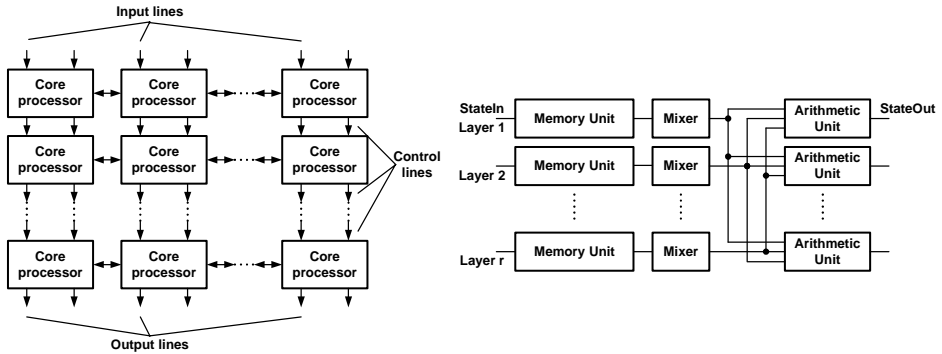 Input lines
Core
processor
Core
processor
Core
processor
Core
processor
Core
processor
Core
processor
Control
lines
Core
processor
Core
processor
Core
processor
Output lines
StateIn
Layer 1
Memory Unit
Mixer
Arithmetic
Unit
StateOut
Layer 2
Memory Unit
Mixer
Arithmetic
Unit
Layer r
Memory Unit
Mixer
Arithmetic
Unit